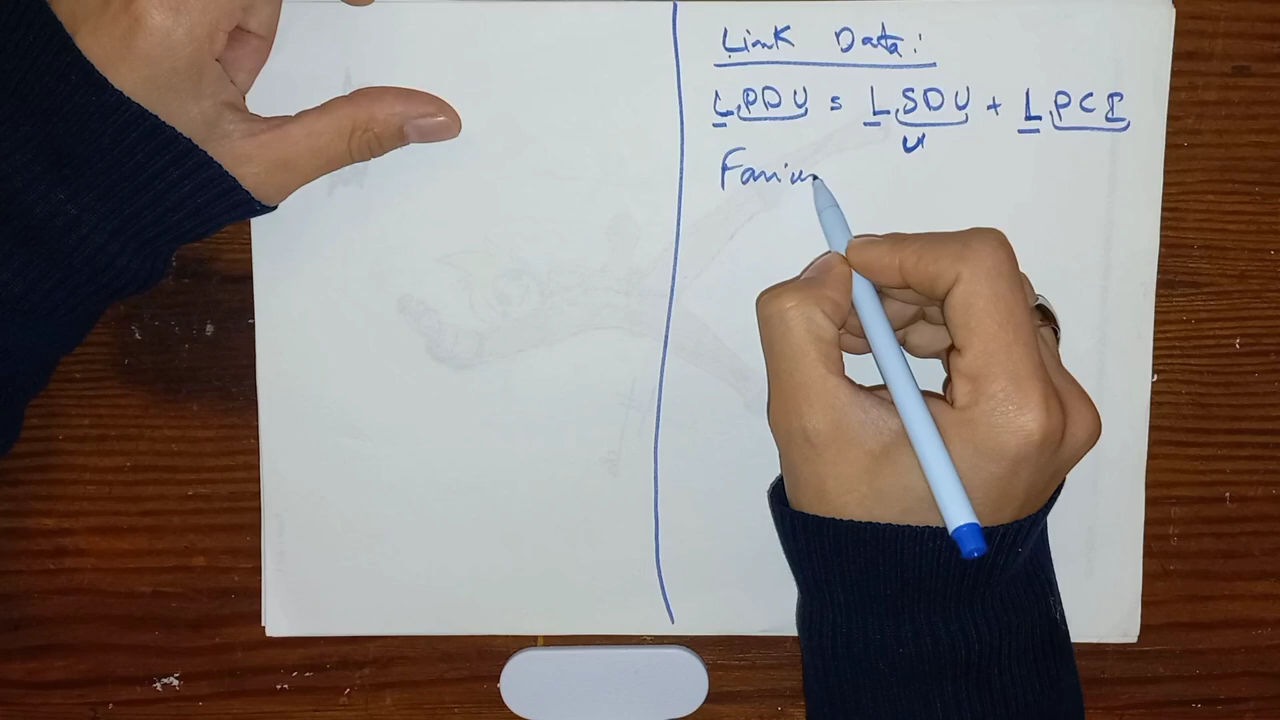 Link Data:
LPDU = LSDU + LPCI
u